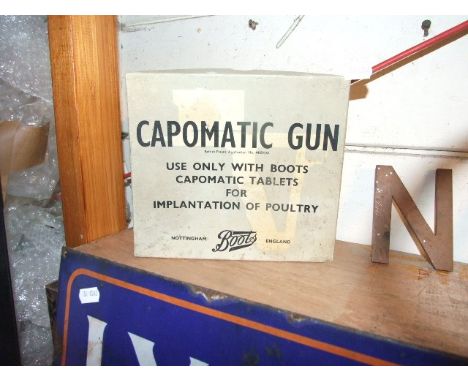 CAPOMATIC GUN
USE ONLY WITH BOOTS
CAPOMATIC TABLETS
FOR
IMPLANTATION OF POULTRY
NOTTINGHAM Boots ENGLAND
N